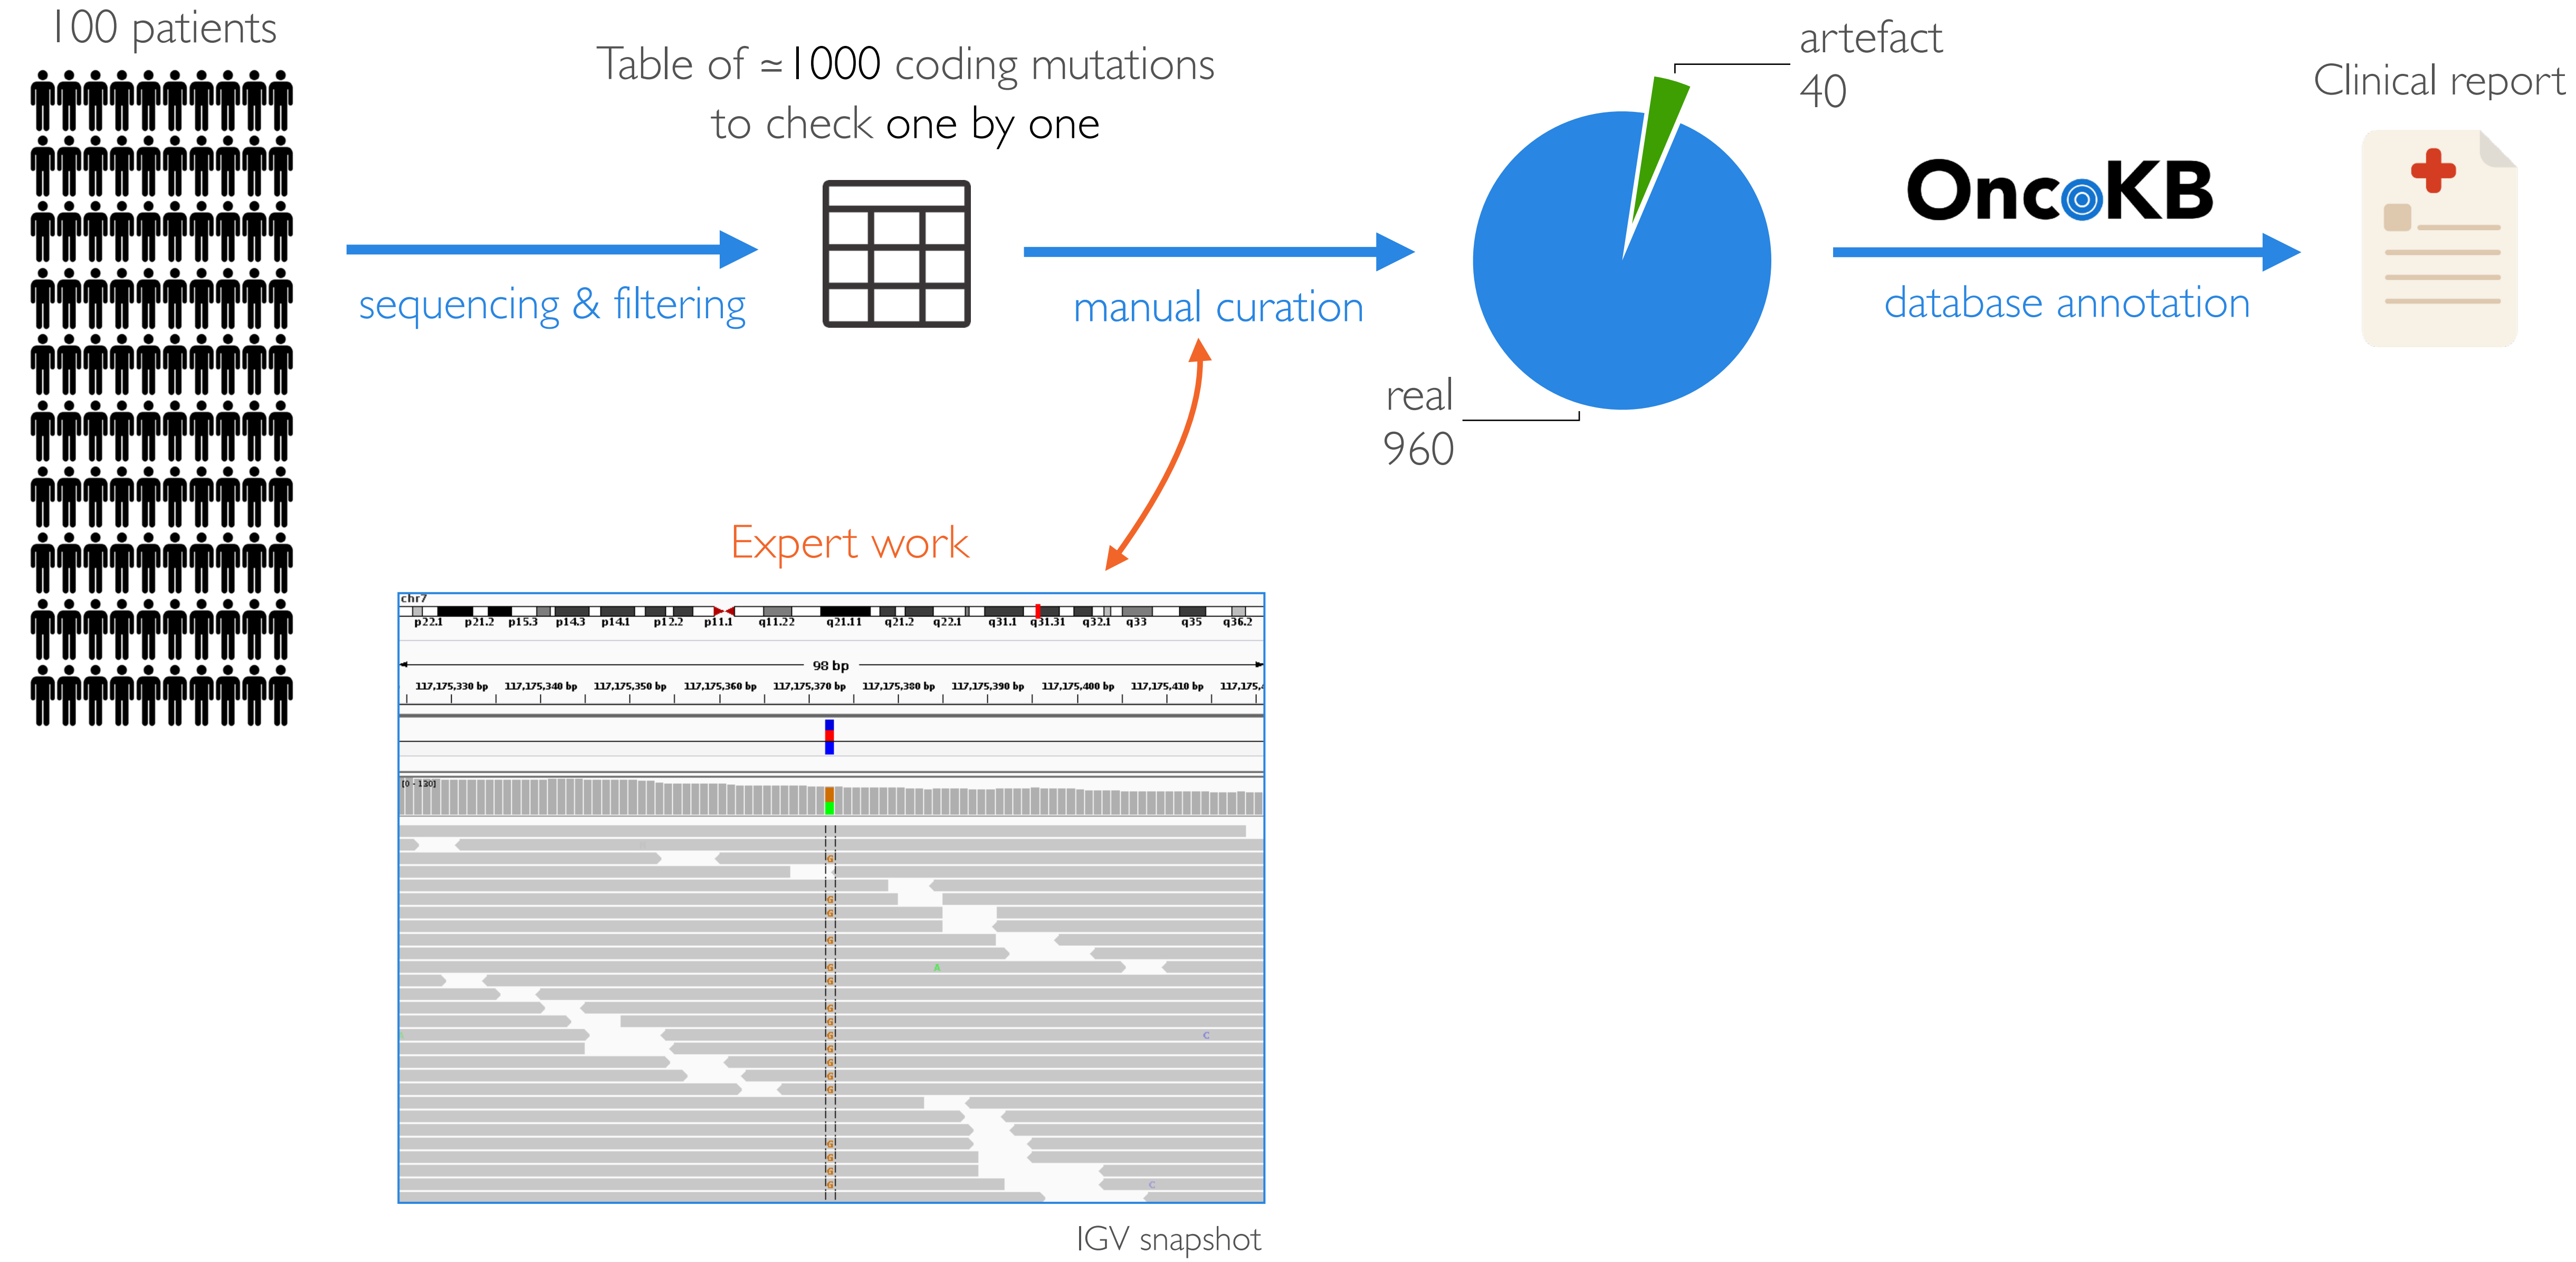 100 patients
Table of ≃1000 coding mutations
to check one by one
sequencing & filtering
manual curation
artefact
40
real
960
OncoKB
database annotation
Clinical report
Expert work
chr7
p22.1 p21.2 p15.3 p14.3 p14.1 p12.2 p11.1 q11.22 q21.11 q21.2 q22.1 q31.1 q31.31 q32.1 q33 q35 q36.2
98 bp
117,175,330 bp 117,175,340 bp 117,175,350 bp 117,175,360 bp 117,175,370 bp 117,175,380 bp 117,175,390 bp 117,175,400 bp 117,175,410 bp 117,175,4
G
G
G
G
G A
G
G
G
G C
G
G
G
G
G
G
G
G C
IGV snapshot